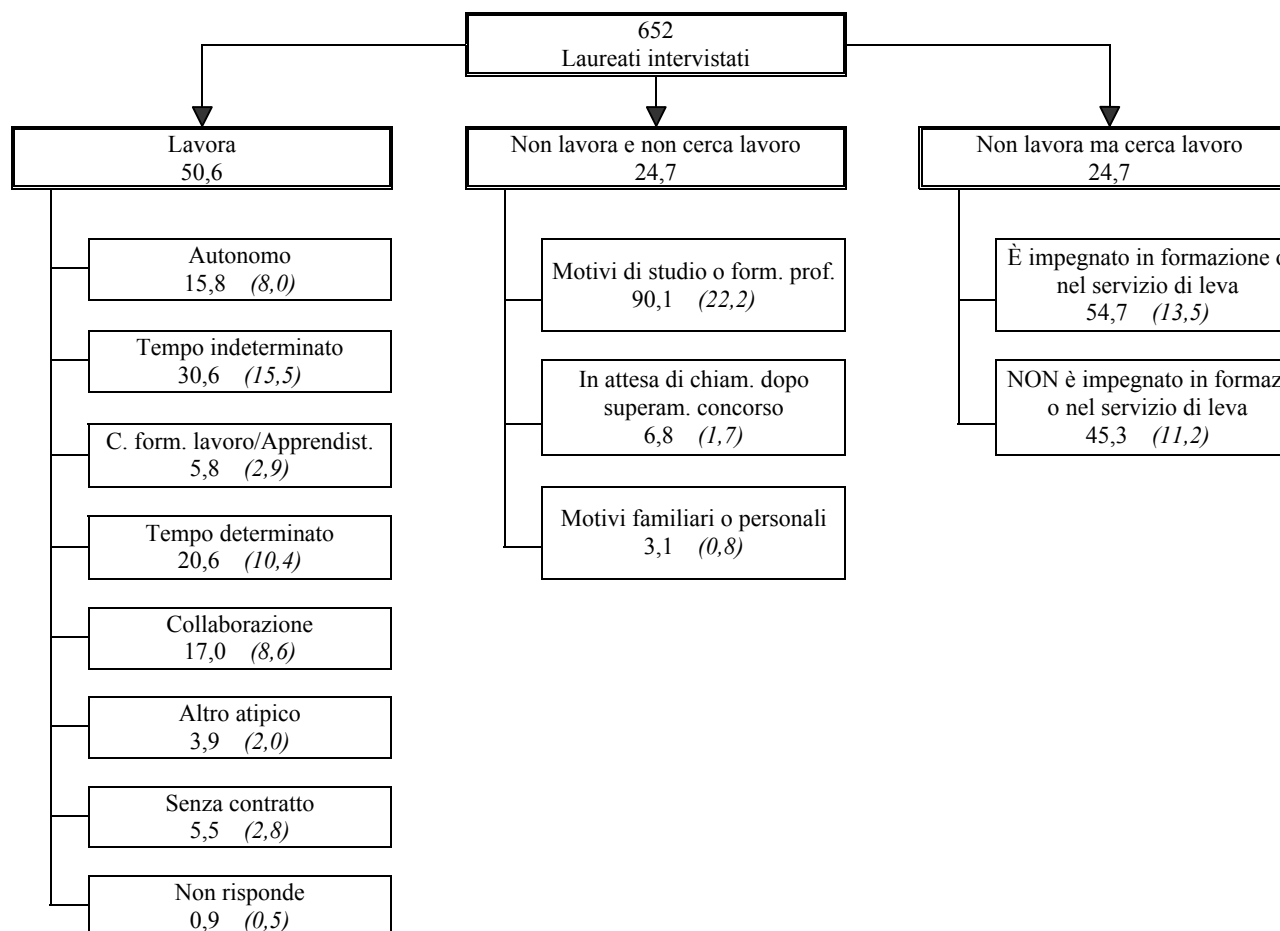 652
Laureati intervistati
Lavora
50,6
Autonomo
15,8 (8,0)
Tempo indeterminato
30,6 (15,5)
C. form. lavoro/Apprendist.
5,8 (2,9)
Tempo determinato
20,6 (10,4)
Collaborazione
17,0 (8,6)
Altro atipico
3,9 (2,0)
Senza contratto
5,5 (2,8)
Non risponde
0,9 (0,5)
Non lavora e non cerca lavoro
24,7
Motivi di studio o form. prof.
90,1 (22,2)
In attesa di chiam. dopo
superam. concorso
6,8 (1,7)
Motivi familiari o personali
3,1 (0,8)
Non lavora ma cerca lavoro
24,7
È impegnato in formazione
nel servizio di leva
54,7 (13,5)
NON è impegnato in
o nel servizio di leva
45,3 (11,2)